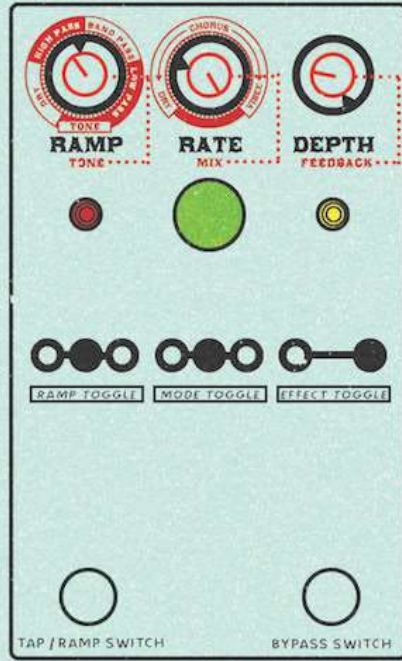 CHORUS
HIGH PASS BAND PASS
LOW PASS
DRY DRY VIBE
TONE
RAMP RATE DEPTH
TONE MIX FEEDBACK
RAMP TOGGLE MODE TOGGLE EFFECT TOGGLE
TAP / RAMP SWITCH BYPASS SWITCH